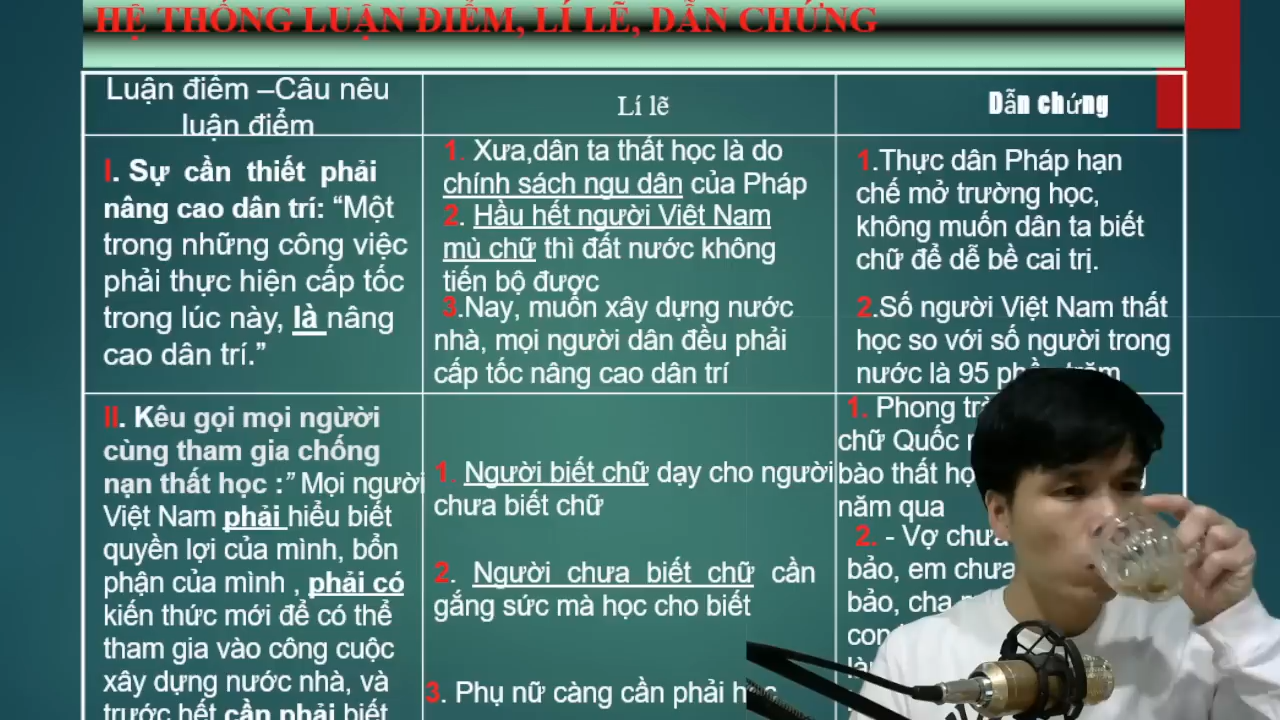 HỆ THỐNG LUẬN ĐIỂM, LÍ LẼ, DẪN CHỨNG
Luận điểm –Câu nêu
luận điểm
Lí lẽ
Dẫn chứng
I. Sự cần thiết phải
nâng cao dân trí: “Một
trong những công việc
phải thực hiện cấp tốc
trong lúc này, là nâng
cao dân trí.”
1. Xưa,dân ta thất học là do
chính sách ngu dân của Pháp
2. Hầu hết người Việt Nam
mù chữ thì đất nước không
tiến bộ được
3.Nay, muốn xây dựng nước
nhà, mọi người dân đều phải
cấp tốc nâng cao dân trí
1.Thực dân Pháp hạn
chế mở trường học,
không muốn dân ta biết
chữ để dễ bề cai trị.
2.Số người Việt Nam thất
học so với số người trong
nước là 95 phần trăm
II. Kêu gọi mọi ngừời
cùng tham gia chống
nạn thất học :” Mọi người
Việt Nam phải hiểu biết
quyền lợi của mình, bổn
phận của mình , phải có
kiến thức mới để có thể
tham gia vào công cuộc
xây dựng nước nhà, và
trước hết cần phải biết
1. Người biết chữ dạy cho người
chưa biết chữ
2. Người chưa biết chữ cần
gắng sức mà học cho biết
3. Phụ nữ càng cần phải học
1. Phong
chữ Quốc
bào thất
năm qua
2. - Vợ chưa
bảo, em chưa
bảo, cha